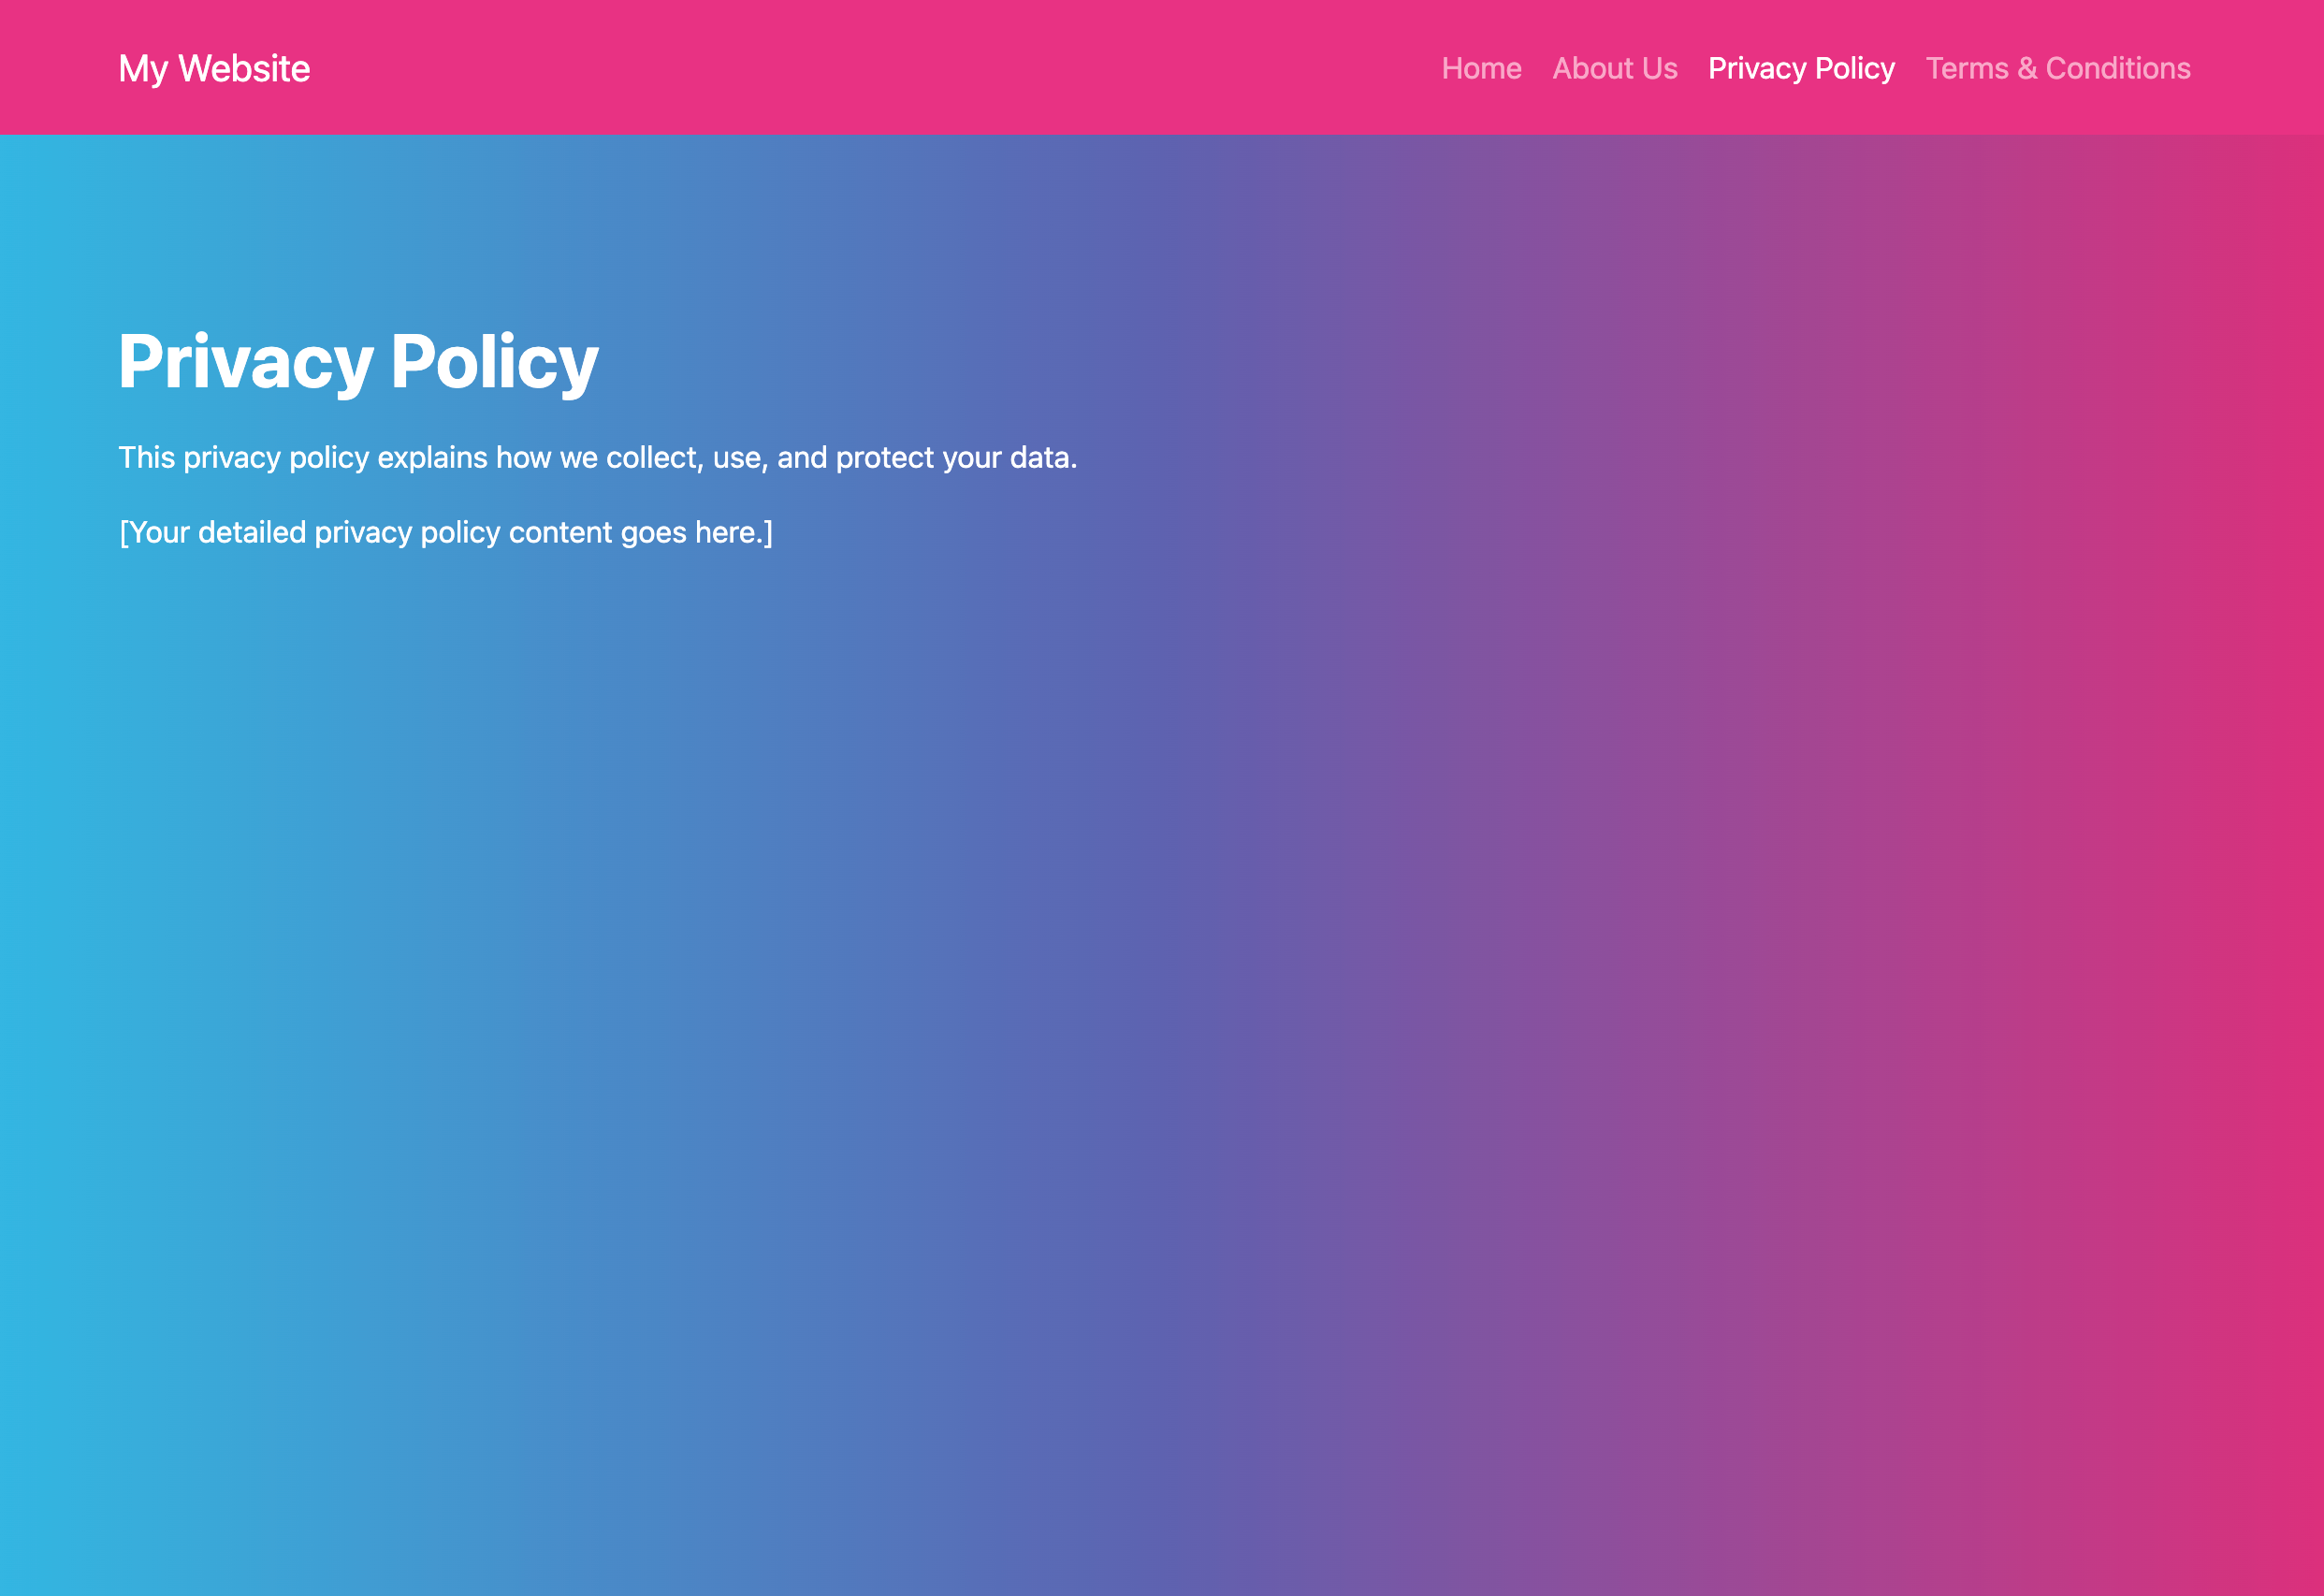 My Website
Home About Us Privacy Policy Terms & Conditions
Privacy Policy
This privacy policy explains how we collect, use, and protect your data.
[Your detailed privacy policy content goes here.]